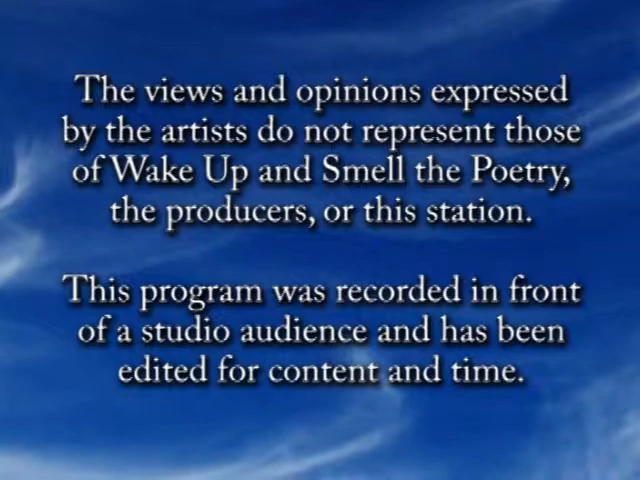 The views and opinions expressed
by the artists do not represent those
of Wake Up and Smell the Poetry,
the producers, or this station.
This program was recorded in front
of a studio audience and has been
edited for content and time.